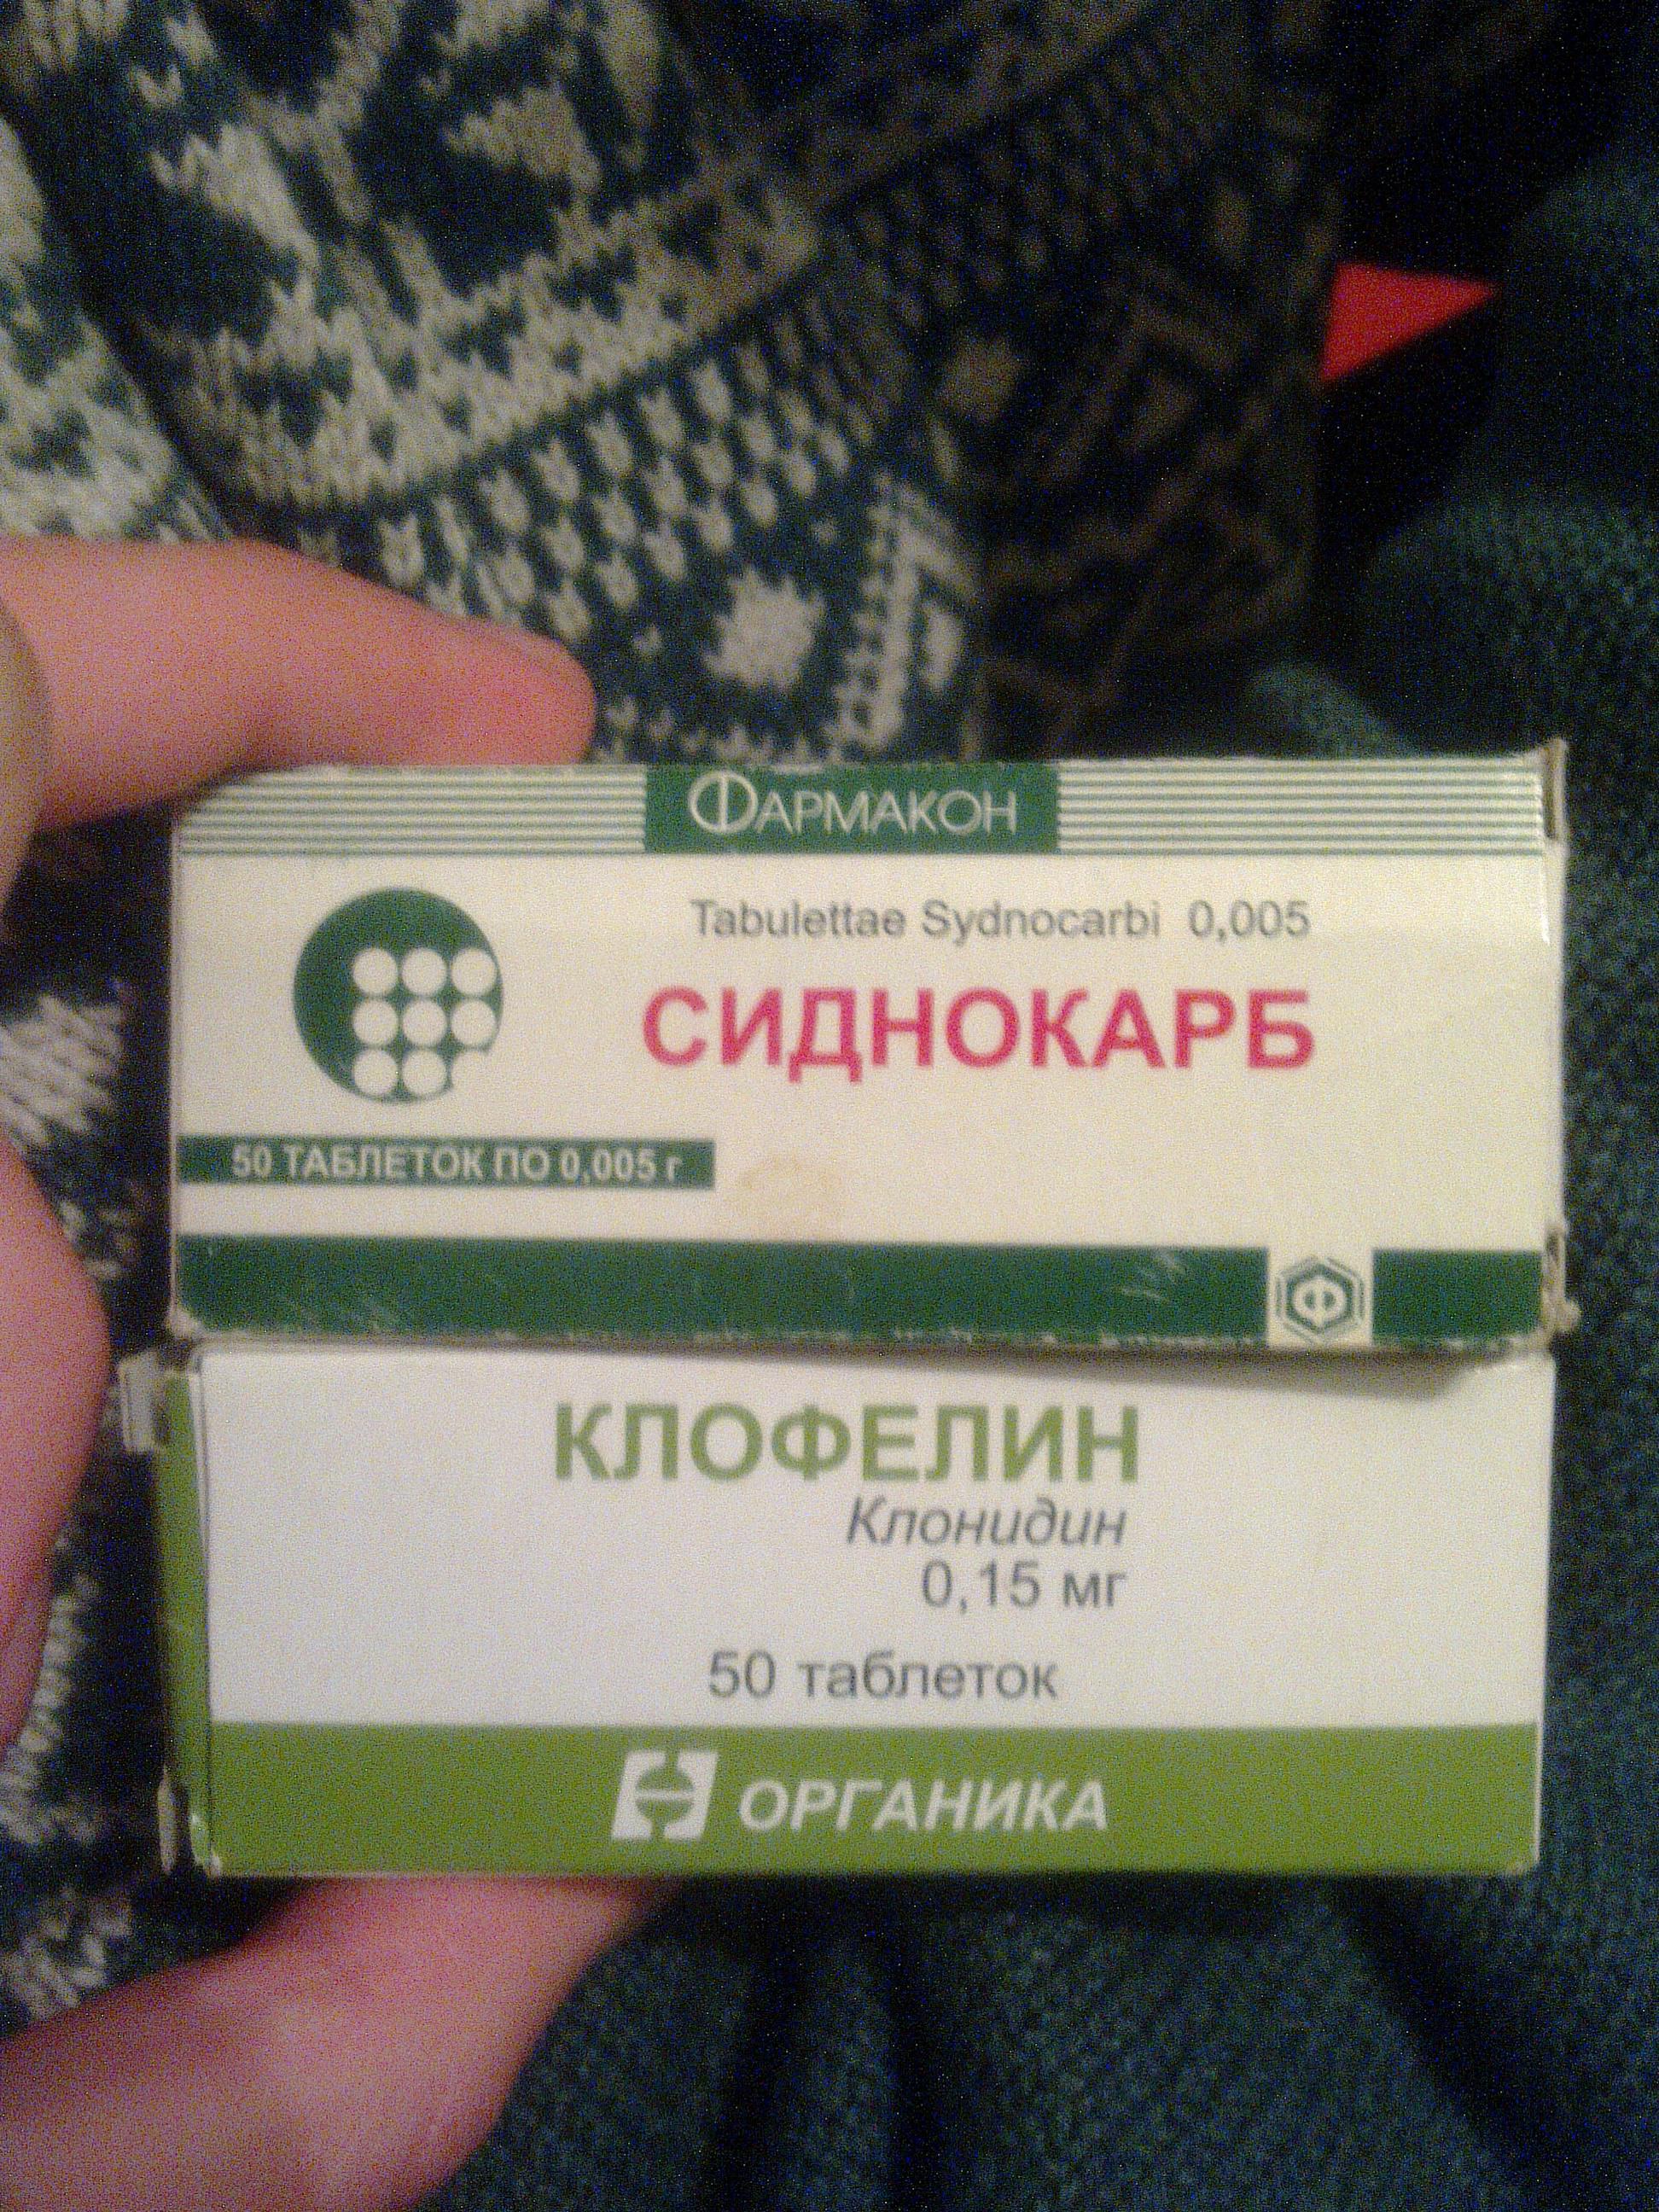 ФАРМАКОН
Tabulettae Sydnocarbi 0,005
СИДНОКАРБ
50 ТАБЛЕТОК ПО 0,005 г
Ф
КЛОФЕЛИН
Клонидин
0,15 мг
50 таблеток
ОРГАНИКА